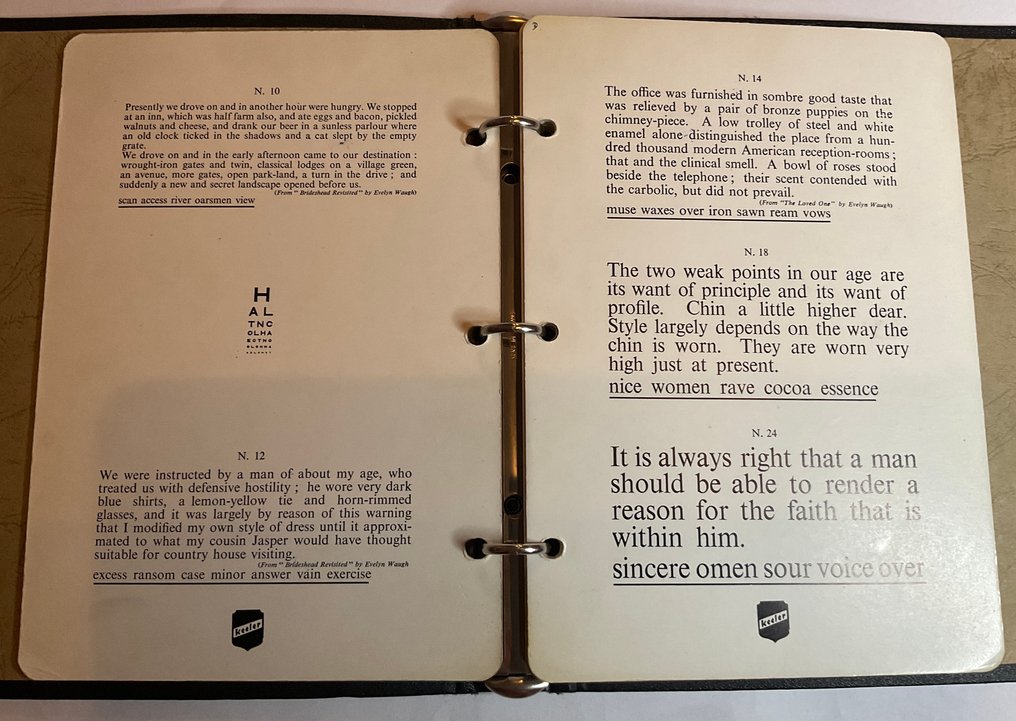 N. 10
Presently we drove on and in another hour were hungry. We stopped
at an inn, which was half farm also, and ate eggs and bacon, pickled
walnuts and cheese, and drank our beer in a sunless parlour where
an old clock ticked in the shadows and a cat slept by the empty
grate.
We drove on and in the early afternoon came to our destination :
wrought-iron gates and twin, classical lodges on a village green,
an avenue, more gates, open park-land, a turn in the drive ; and
suddenly a new and secret landscape opened before us.
(From " Brideshead Revisited " by Evelyn Waugh)
scan access river oarsmen view
H
A L
T N C
O L H A
E C T N O
N. 12
We were instructed by a man of about my age, who
treated us with defensive hostility ; he wore very dark
blue shirts, a lemon-yellow tie and horn-rimmed
glasses, and it was largely by reason of this warning
that I modified my own style of dress until it approxi-
mated to what my cousin Jasper would have thought
suitable for country house visiting.
(From " Brideshead Revisited " by Evelyn Waugh
excess ransom case minor answer vain exercise
keeler
N. 14
The office was furnished in sombre good taste that
was relieved by a pair of bronze puppies on the
chimney-piece. A low trolley of steel and white
enamel alone distinguished the place from a hun-
dred thousand modern American reception-rooms ;
that and the clinical smell. A bowl of roses stood
beside the telephone ; their scent contended with
the carbolic, but did not prevail.
(From "The Loved One" by Evelyn Waugh)
muse waxes over iron sawn ream vows
N. 18
The two weak points in our age are
its want of principle and its want of
profile. Chin a little higher dear.
Style largely depends on the way the
chin is worn. They are worn very
high just at present.
nice women rave cocoa essence
N. 24
It is always right that a man
should be able to render a
reason for the faith that is
within him.
sincere omen sour voice over
keeler